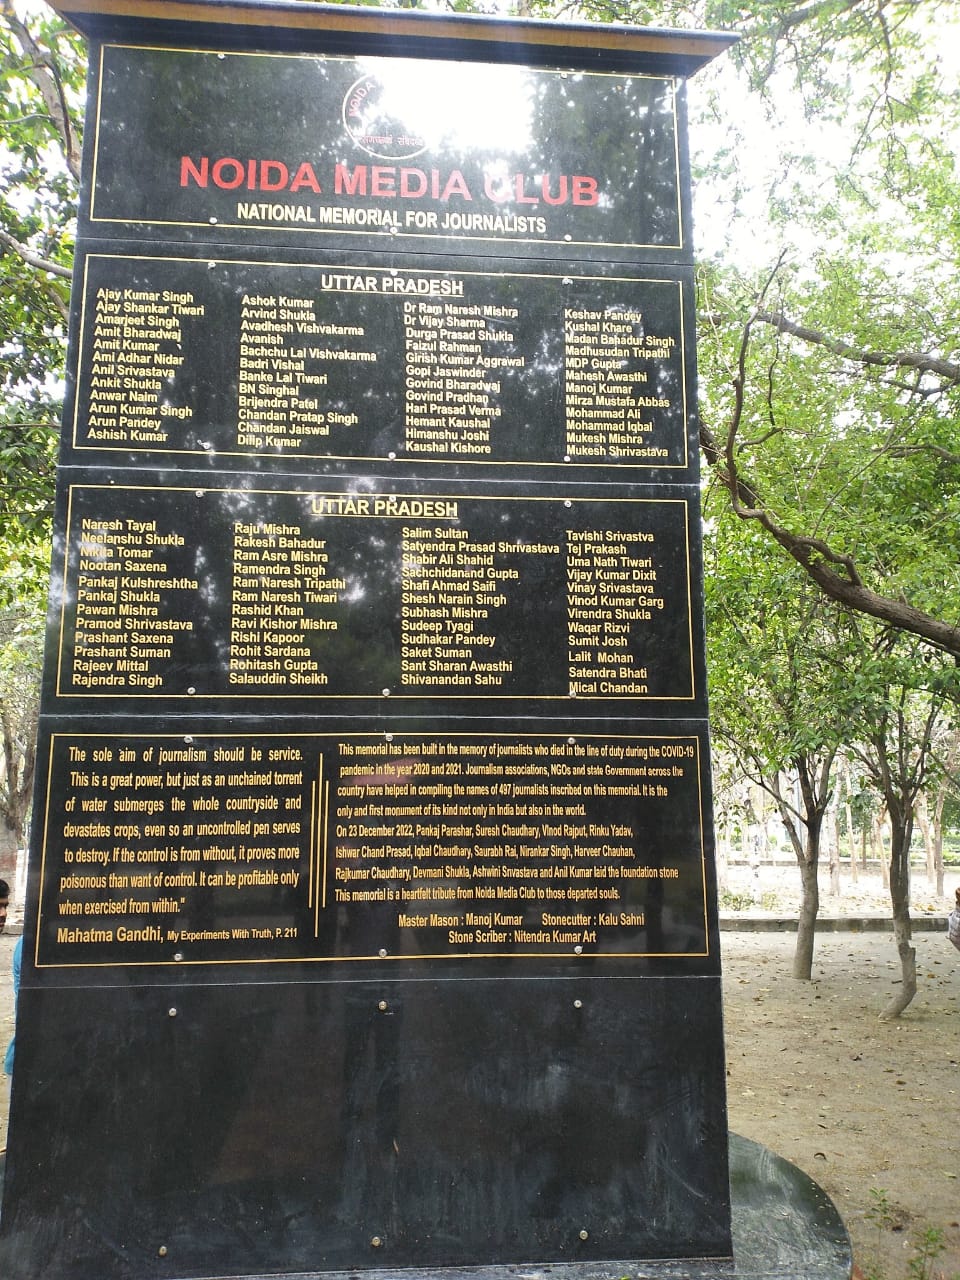 NOIDA
NOIDA MEDIA CLUB
NATIONAL MEMORIAL FOR JOURNALISTS
UTTAR PRADESH
Ajay Kumar Singh
Ajay Shankar Tiwari
Amarjeet Singh
Amit Bharadwaj
Amit Kumar
Ami Adhar Nidar
Anil Srivastava
Ankit Shukla
Anwar Naim
Arun Kumar Singh
Arun Pandey
Ashish Kumar
Ashok Kumar
Arvind Shukla
Avadhesh Vishvakarma
Avanish
Bachchu Lal Vishvakarma
Badri Vishal
Banke Lal Tiwari
BN Singhal
Brijendra Patel
Chandan Pratap Singh
Chandan Jaiswal
Dilip Kumar
Dr Ram Naresh Mishra
Dr Vijay Sharma
Durga Prasad Shukla
Faizul Rahman
Girish Kumar Aggrawal
Gopi Jaswinder
Govind Bharadwaj
Govind Pradhan
Hari Prasad Verma
Hemant Kaushal
Himanshu Joshi
Kaushal Kishore
Keshav Pandey
Kushal Khare
Madan Bahadur Singh
Madhusudan Tripathi
MDP Gupta
Mahesh Awasthi
Manoj Kumar
Mirza Mustafa Abbas
Mohammad Ali
Mohammad Iqbal
Mukesh Mishra
Mukesh Shrivastava
UTTAR PRADESH
Naresh Tayal
Neelanshu Shukla
Nikita Tomar
Nootan Saxena
Pankaj Kulshreshtha
Pankaj Shukla
Pawan Mishra
Pramod Shrivastava
Prashant Saxena
Prashant Suman
Rajeev Mittal
Rajendra Singh
Raju Mishra
Rakesh Bahadur
Ram Asre Mishra
Ramendra Singh
Ram Naresh Tripathi
Ram Naresh Tiwari
Rashid Khan
Ravi Kishor Mishra
Rishi Kapoor
Rohit Sardana
Rohitash Gupta
Salauddin Sheikh
Salim Sultan
Satyendra Prasad Shrivastava
Shabir Ali Shahid
Sachchidanand Gupta
Shafi Ahmad Saifi
Shesh Narain Singh
Subhash Mishra
Sudeep Tyagi
Sudhakar Pandey
Saket Suman
Sant Sharan Awasthi
Shivanandan Sahu
Tavishi Srivastva
Tej Prakash
Uma Nath Tiwari
Vijay Kumar Dixit
Vinay Srivastava
Vinod Kumar Garg
Virendra Shukla
Waqar Rizvi
Sumit Josh
Lalit Mohan
Satendra Bhati
Mical Chandan
The sole aim of journalism should be service.
This is a great power, but just as an unchained torrent
of water submerges the whole countryside and
devastates crops, even so an uncontrolled pen serves
to destroy. If the control is from without, it proves more
poisonous than want of control. It can be profitable only
when exercised from within."
Mahatma Gandhi, My Experiments With Truth, P. 211
This memorial has been built in the memory of journalists who died in the line of duty during the COVID-19
pandemic in the year 2020 and 2021. Journalism associations, NGOs and state Government across the
country have helped in compiling the names of 497 journalists inscribed on this memorial. It is the
only and first monument of its kind not only in India but also in the world.
On 23 December 2022, Pankaj Parashar, Suresh Chaudhary, Vinod Rajput, Rinku Yadav,
Ishwar Chand Prasad, Iqbal Chaudhary, Saurabh Rai, Nirankar Singh, Harveer Chauhan,
Rajkumar Chaudhary, Devmani Shukla, Ashwini Srivastava and Anil Kumar laid the foundation stone
This memorial is a heartfelt tribute from Noida Media Club to those departed souls.
Master Mason : Manoj Kumar Stonecutter : Kalu Sahni
Stone Scriber : Nitendra Kumar Art